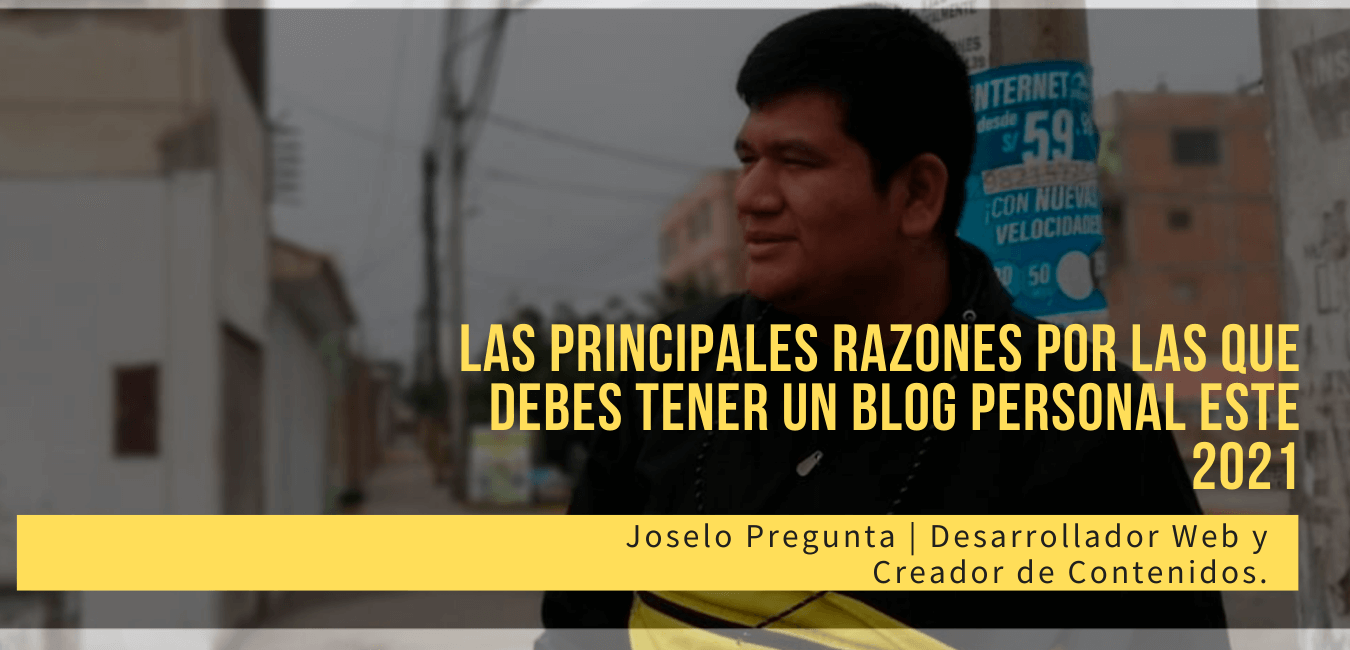 INTERNET
desde
S/ 59
¡CON NUEVAS
VELOCIDADES
50
LAS PRINCIPALES RAZONES POR LAS QUE
DEBES TENER UN BLOG PERSONAL ESTE
2021
Joselo Pregunta | Desarrollador Web y
Creador de Contenidos.